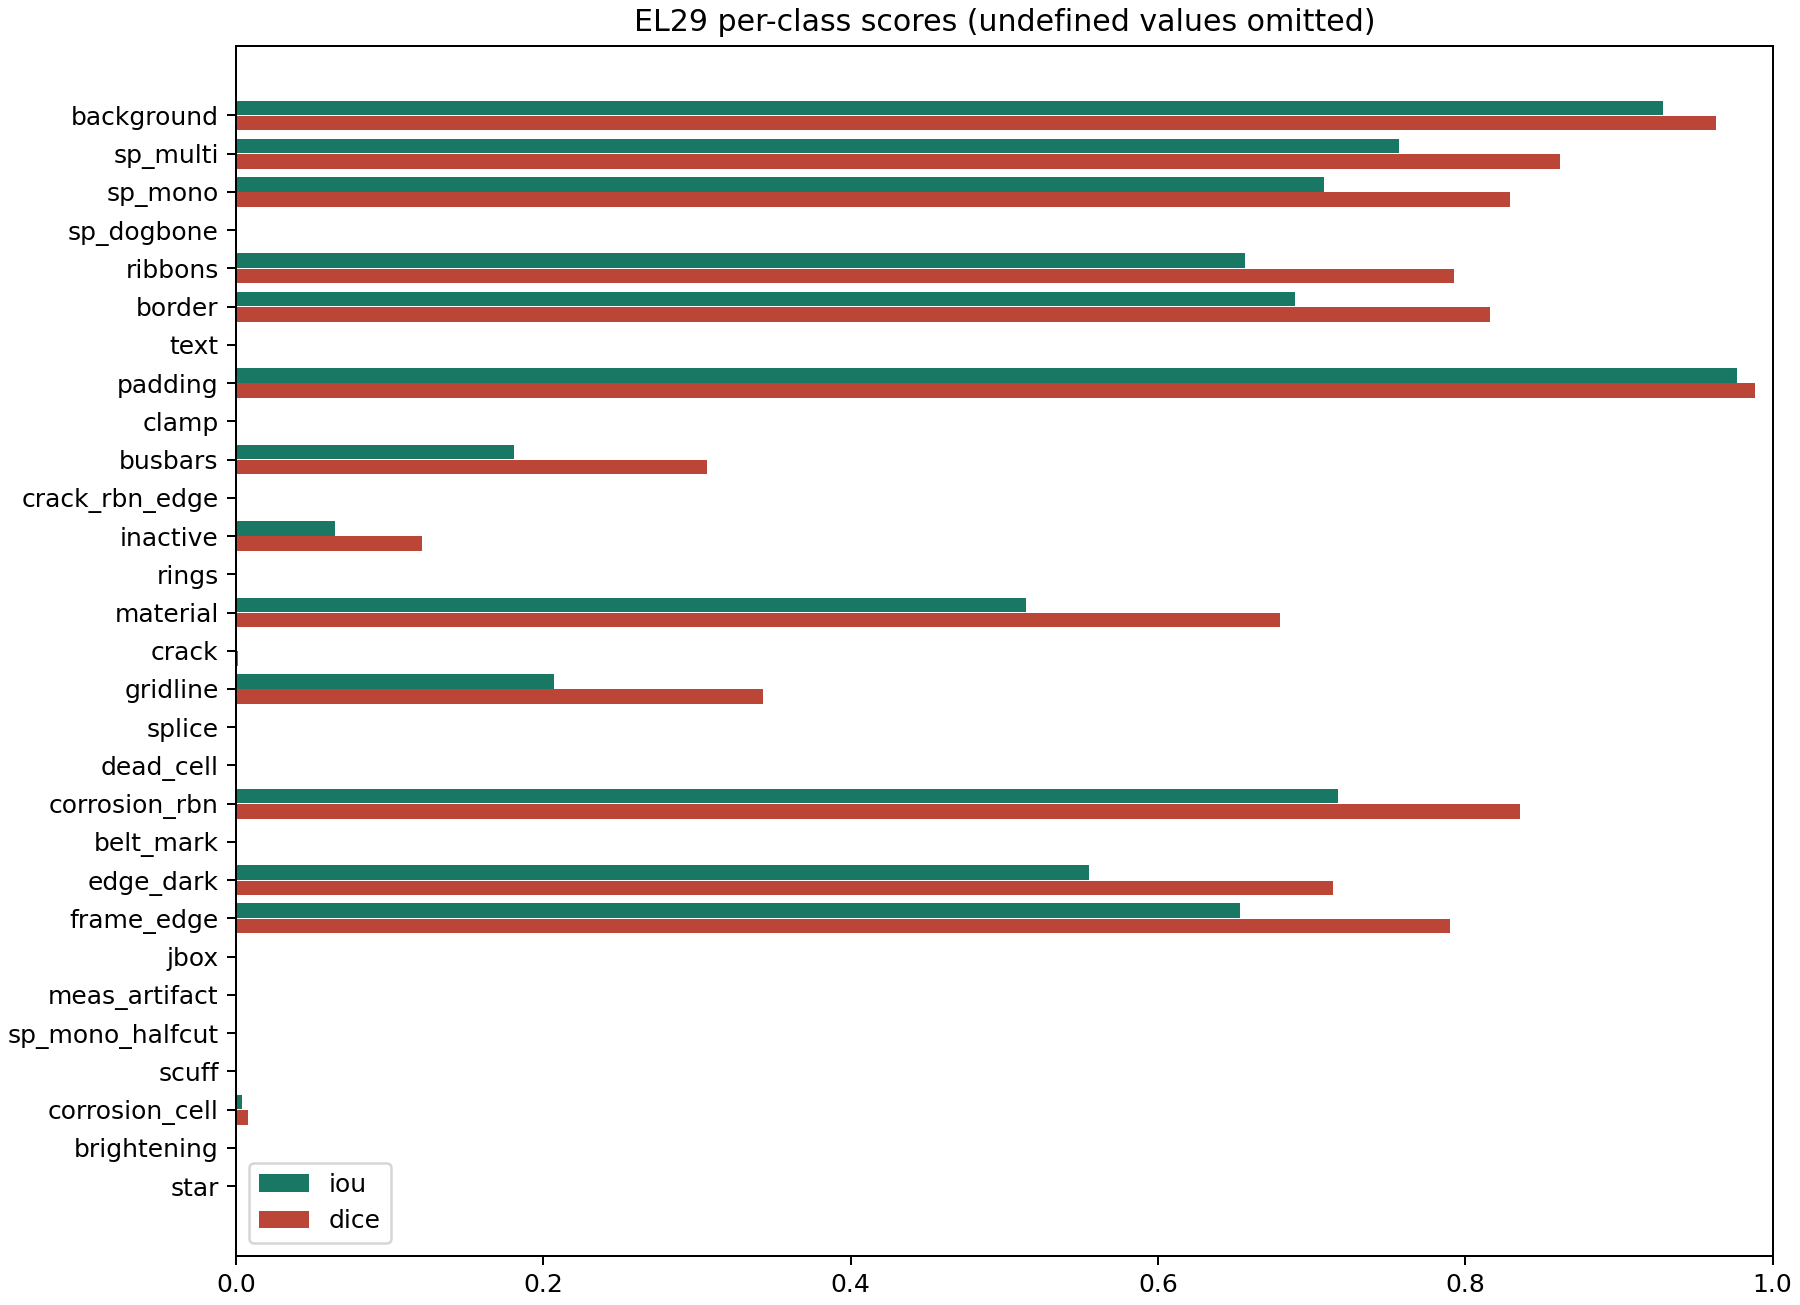 EL29 per-class scores (undefined values omitted)
background
sp_multi
sp_mono
sp_dogbone
ribbons
border
text
padding
clamp
busbars
crack_rbn_edge
inactive
rings
material
crack
gridline
splice
dead_cell
corrosion_rbn
belt_mark
edge_dark
frame_edge
jbox
meas_artifact
sp_mono_halfcut
scuff
corrosion_cell
brightening
star
iou
dice
0.0 0.2 0.4 0.6 0.8 1.0